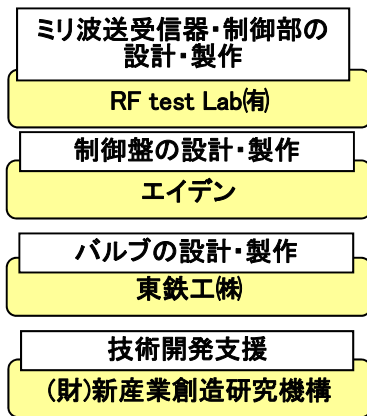 ミリ波送受信器・制御部の
設計・製作
RF test Lab㈲
制御盤の設計・製作
エイデン
バルブの設計・製作
東鉄工㈱
技術開発支援
(財)新産業創造研究機構